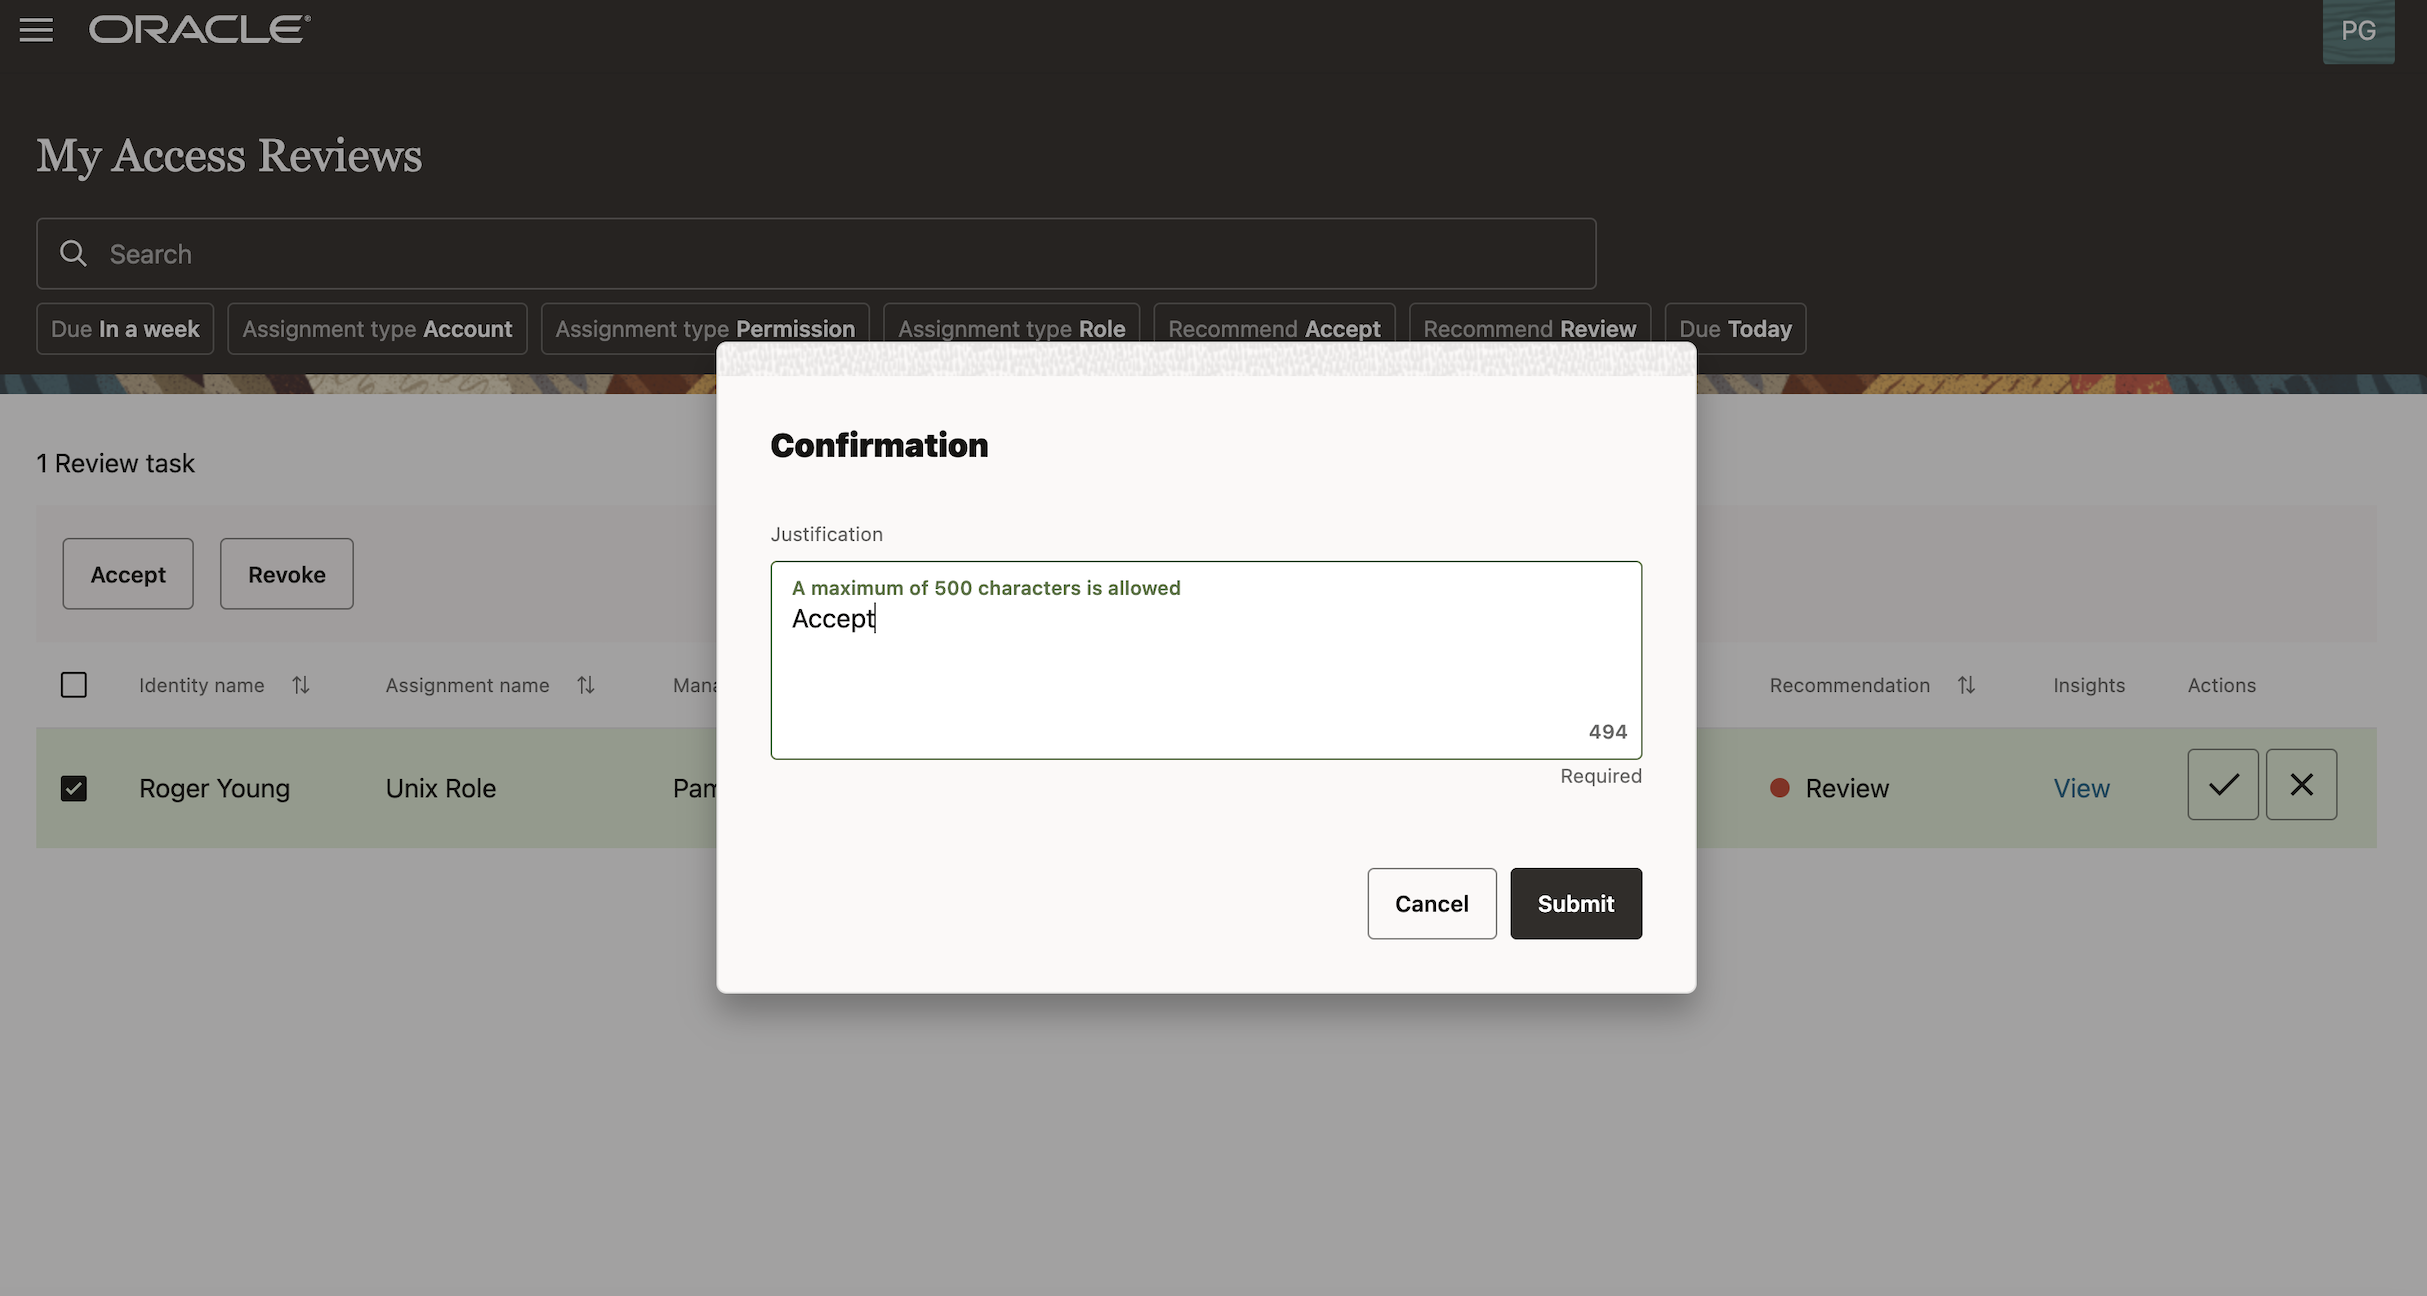 ORACLE
PG
My Access Reviews
Search
Due In a week
Assignment type Account
Assignment type Permission
Assignment type Role
Recommend Accept
Recommend Review
Due Today
Confirmation
1 Review task
Justification
Accept
Revoke
A maximum of 500 characters is allowed
Accept
494
Required
Identity name
Assignment name
Mana
Recommendation
Insights
Actions
Roger Young
Unix Role
Pam
Review
View
Cancel
Submit